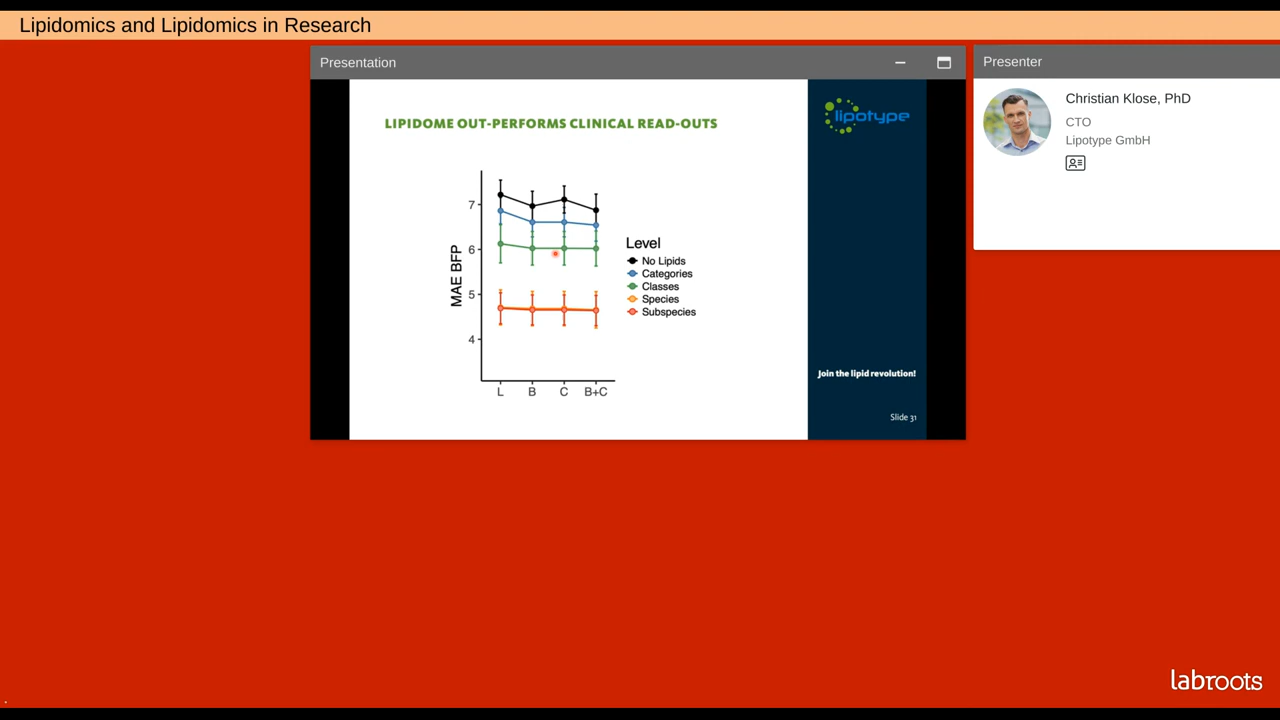 Lipidomics and Lipidomics in Research
Presentation
Presenter
Christian Klose, PhD
CTO
Lipotype GmbH
LIPIDOME OUT-PERFORMS CLINICAL READ-OUTS
lipotype
MAE BFP
7
6
5
4
L B C B+C
Level
No Lipids
Categories
Classes
Species
Subspecies
Join the lipid revolution!
Slide 31
labroots